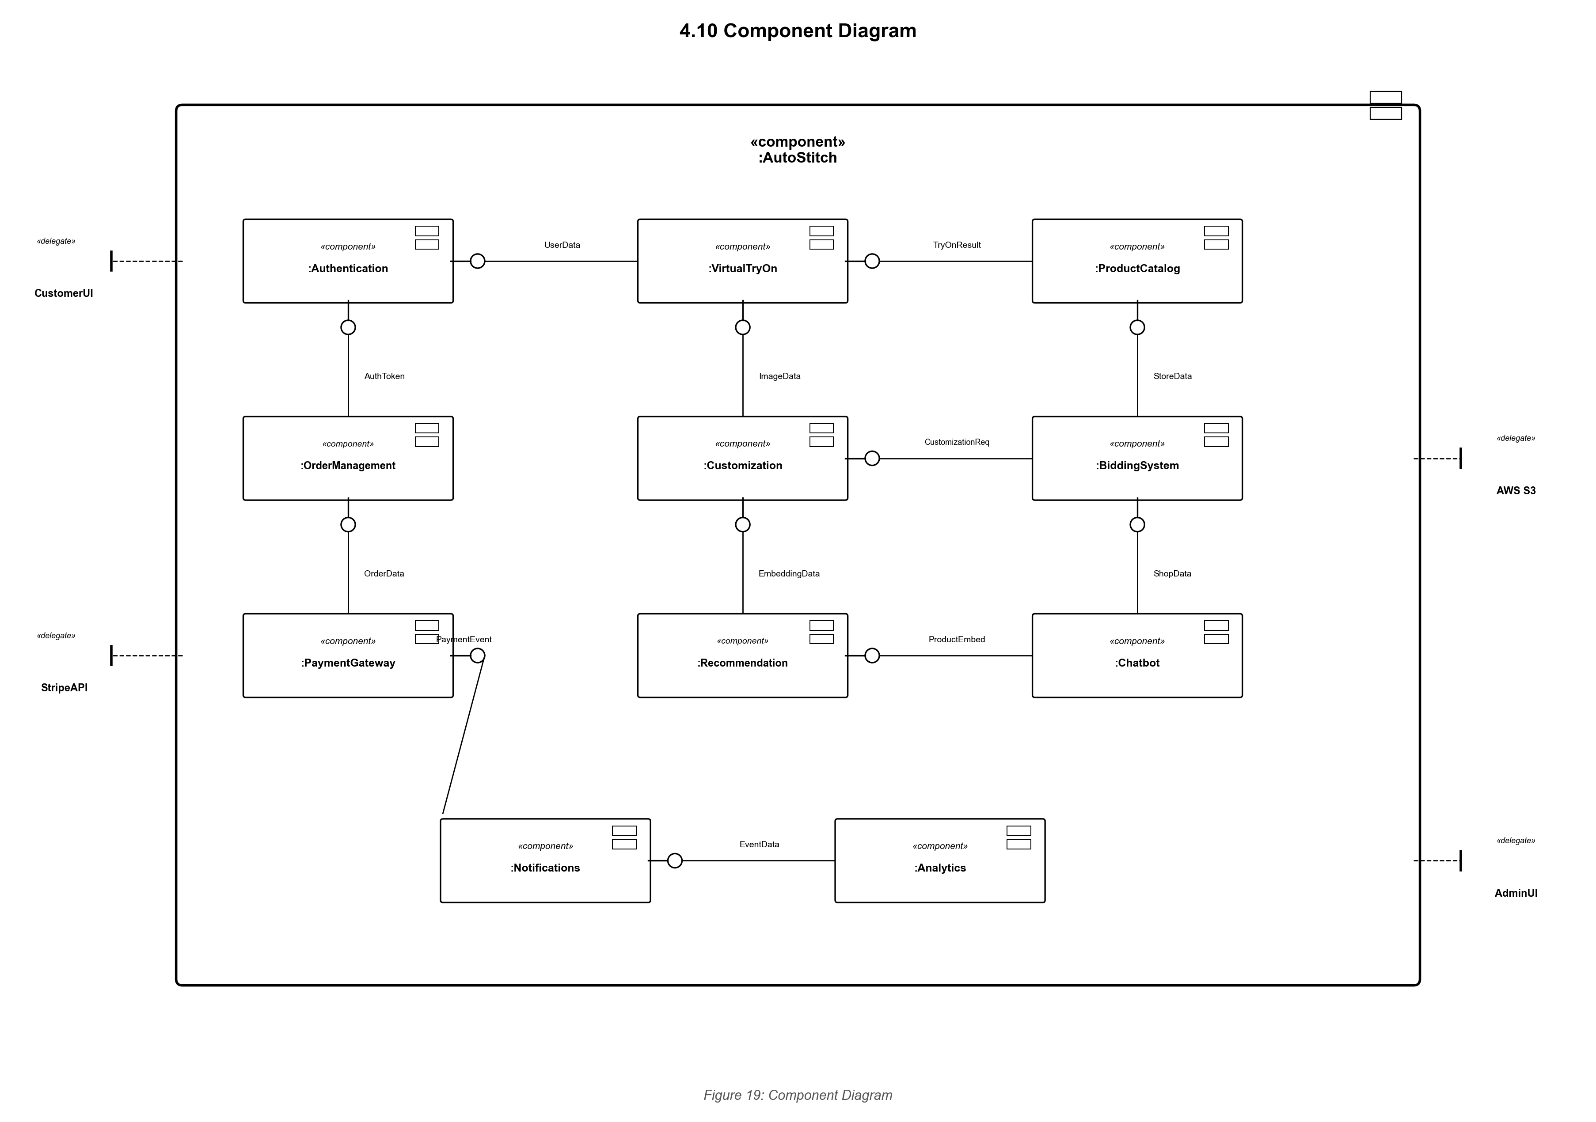 4.10 Component Diagram
«component»
:AutoStitch
«delegate»
CustomerUI
«component»
:Authentication
UserData
«component»
:VirtualTryOn
TryOnResult
«component»
:ProductCatalog
AuthToken
ImageData
StoreData
«component»
:OrderManagement
«component»
:Customization
CustomizationReq
«component»
:BiddingSystem
«delegate»
AWS S3
OrderData
EmbeddingData
ShopData
«delegate»
StripeAPI
«component»
:PaymentGateway
PaymentEvent
«component»
:Recommendation
ProductEmbed
«component»
:Chatbot
«component»
:Notifications
EventData
«component»
:Analytics
«delegate»
AdminUI
Figure 19: Component Diagram